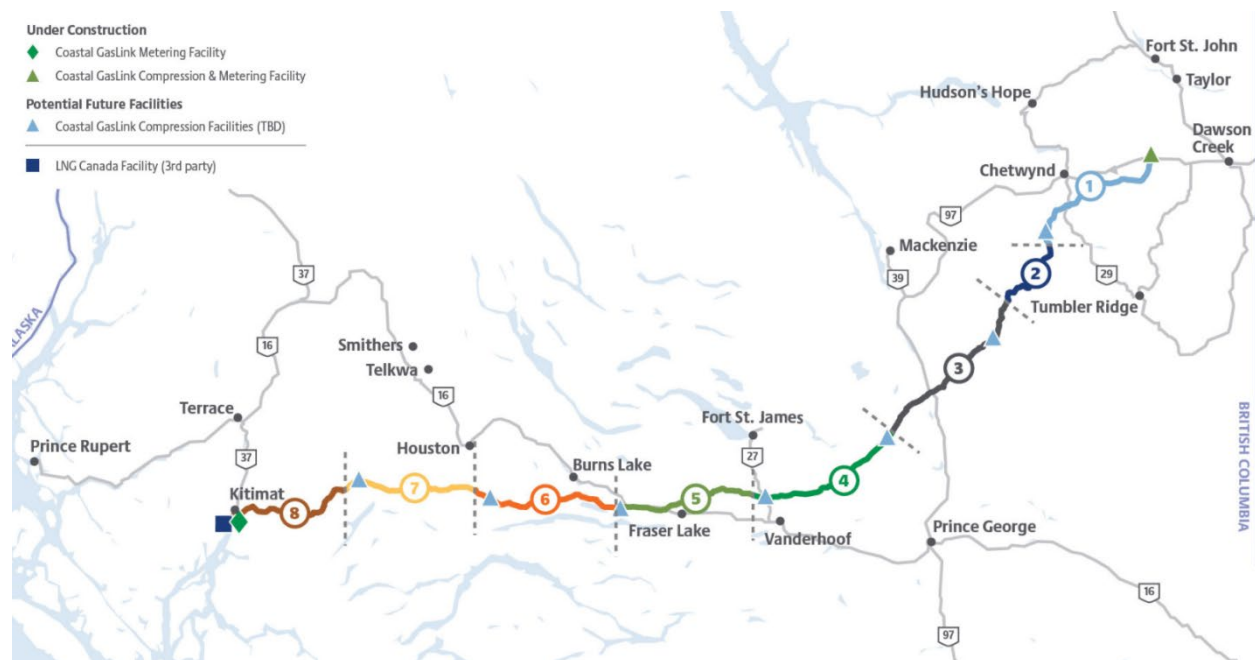 Under Construction
Coastal GasLink Metering Facility
Coastal GasLink Compression & Metering Facility
Potential Future Facilities
Coastal GasLink Compression Facilities (TBD)
LNG Canada Facility (3rd party)
Fort St. John
Taylor
Hudson's Hope
Dawson
Creek
Chetwynd
1
97
Mackenzie
39
2
29
Tumbler Ridge
37
ALASKA
16
Smithers
Telkwa
3
16
Terrace
Fort St. James
BRITISH COLUMBIA
Prince Rupert
Houston
37
27
Burns Lake
4
Kitimat
7
6
5
8
Fraser Lake
Vanderhoof
Prince George
16
97